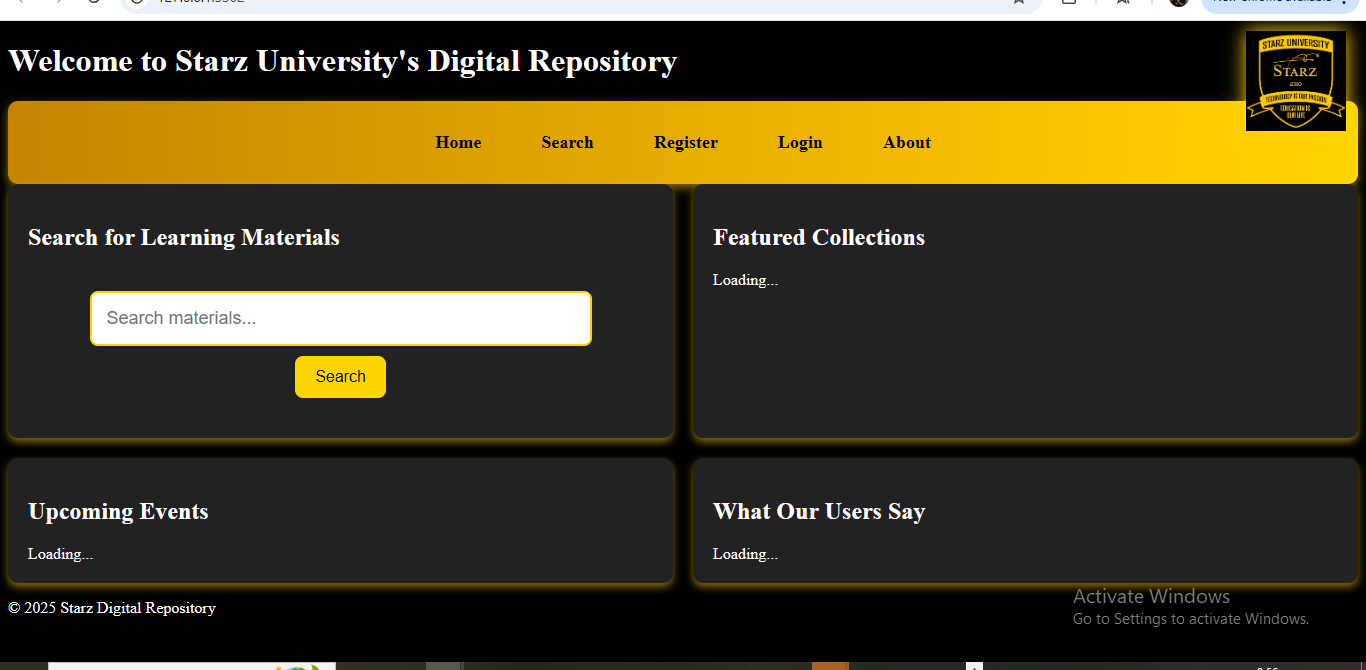 Welcome to Starz University's Digital Repository
STARZ UNIVERSITY
STARZ
TECHNOLOGY IS OUR PASSION
EDUCATION IS
OUR LIFE
Home Search Register Login About
Search for Learning Materials
Search materials...
Search
Featured Collections
Loading...
Upcoming Events
Loading...
What Our Users Say
Loading...
© 2025 Starz Digital Repository
Activate Windows
Go to Settings to activate Windows.